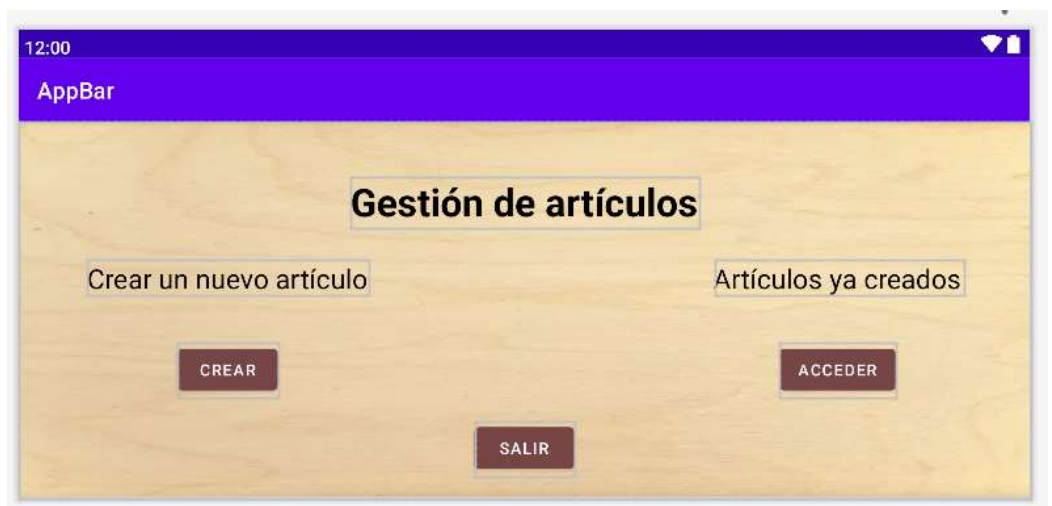 12:00
AppBar
Gestión de artículos
Crear un nuevo artículo
Artículos ya creados
CREAR
ACCEDER
SALIR